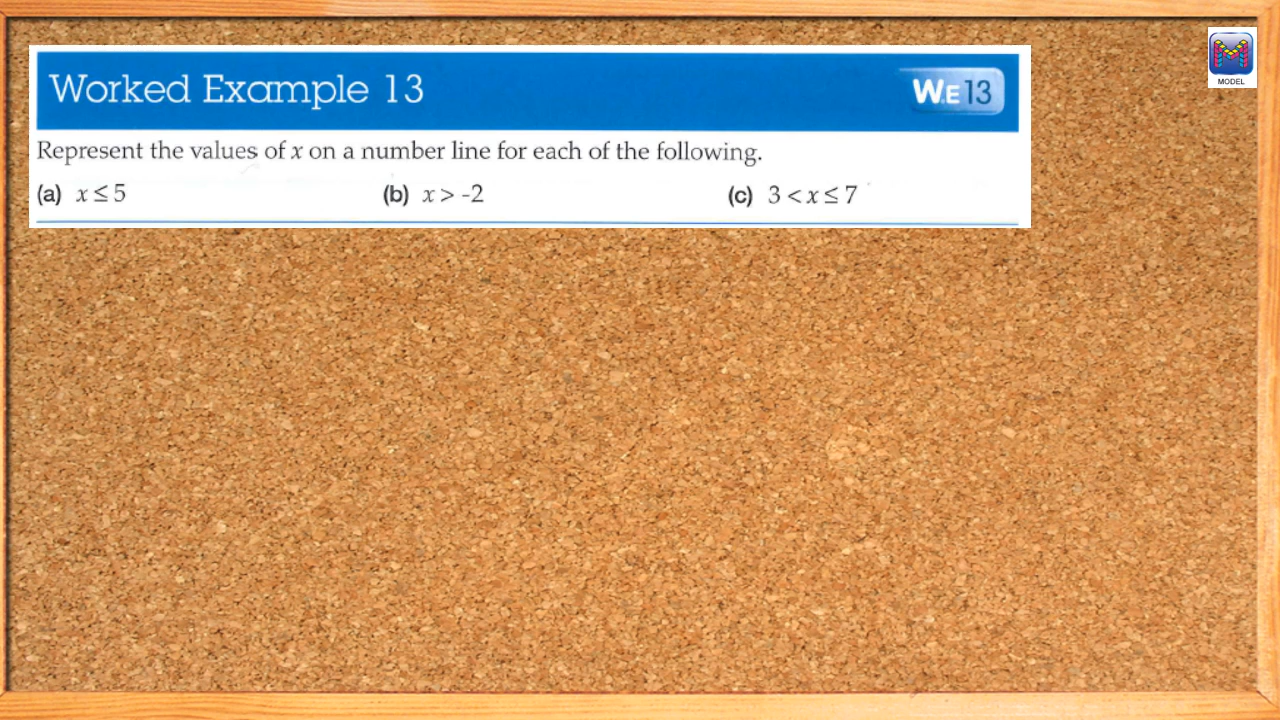 Worked Example 13
W.E 13
MODEL
Represent the values of x on a number line for each of the following.
(a) x ≤ 5 (b) x > -2 (c) 3 < x ≤ 7